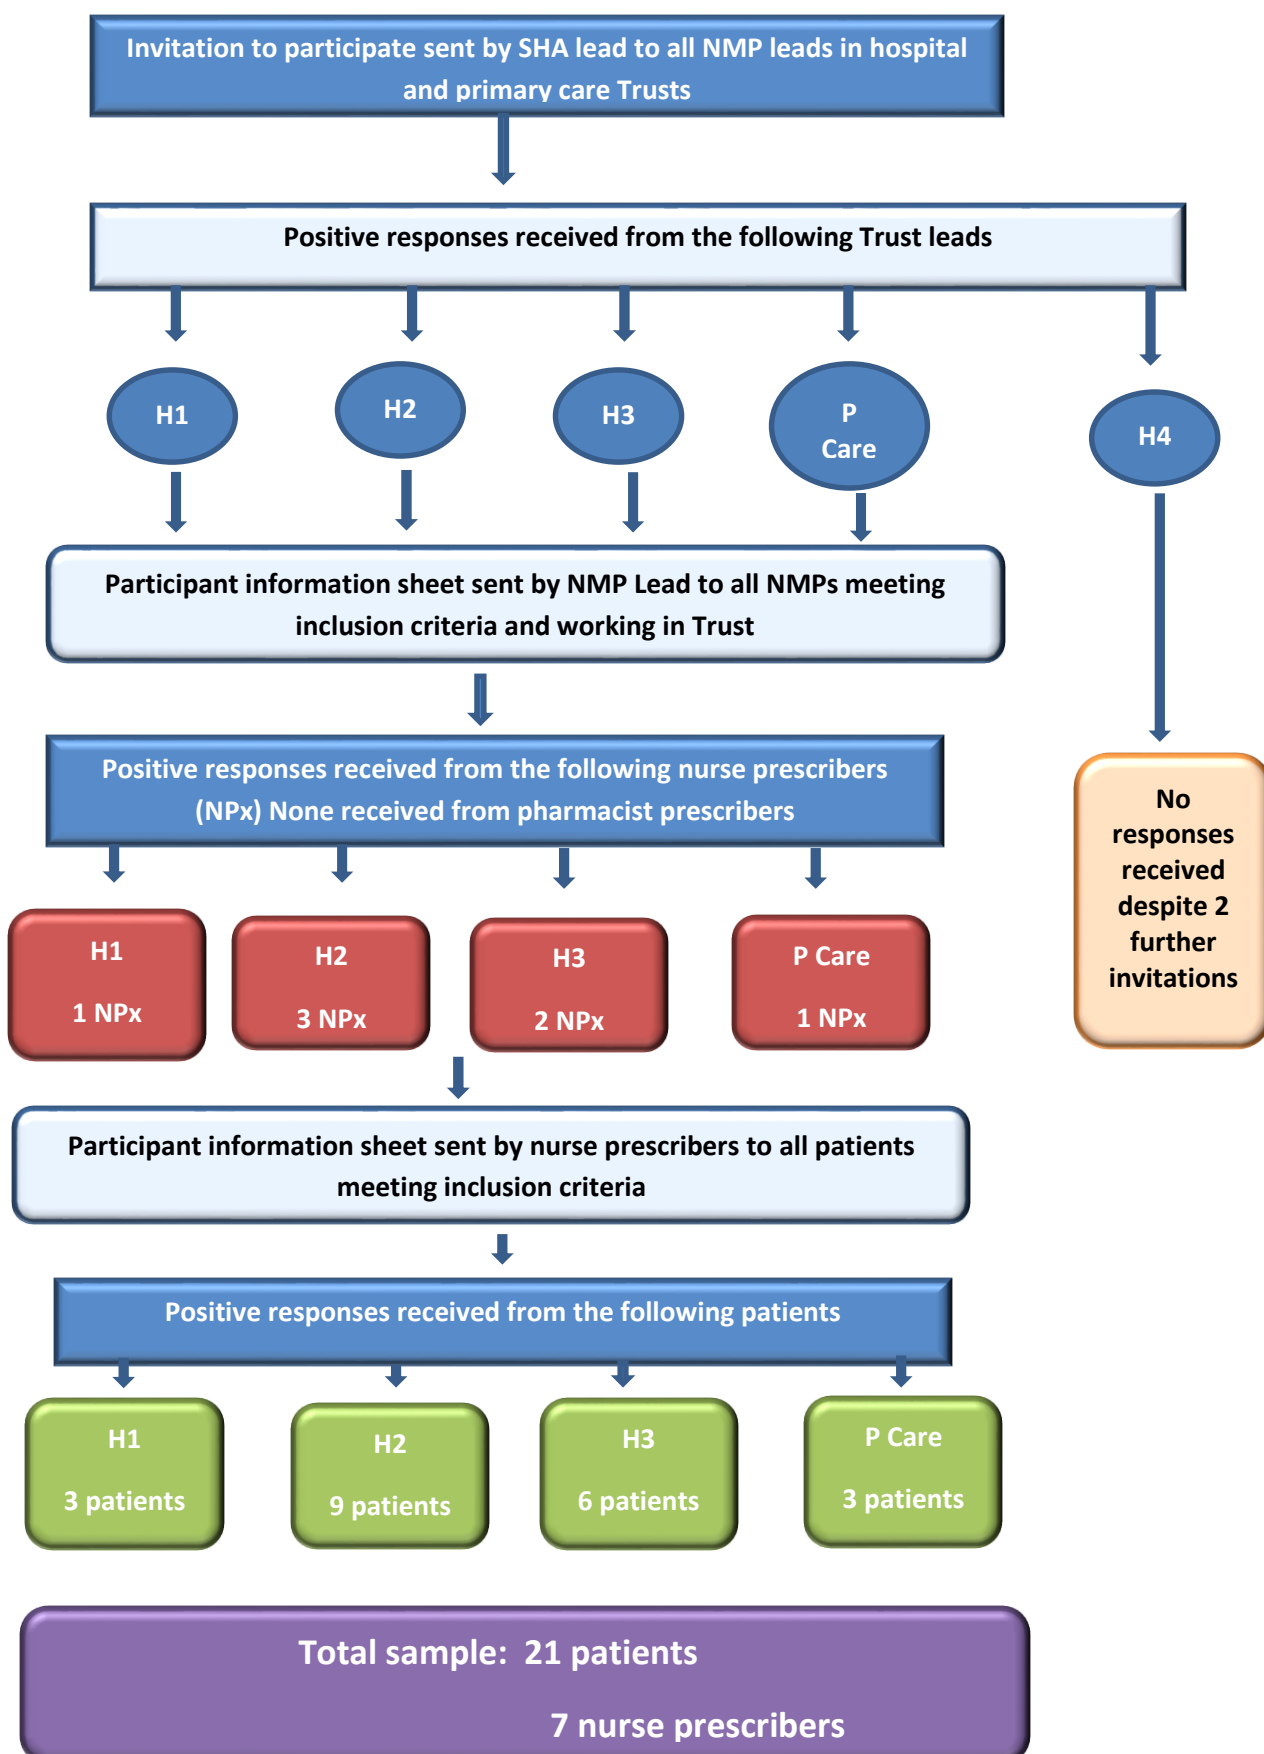 Invitation to participate sent by SHA lead to all NMP leads in hospital
and primary care Trusts
Positive responses received from the following Trust leads
H1
H2
H3
P
Care
H4
Participant information sheet sent by NMP Lead to all NMPs meeting
inclusion criteria and working in Trust
Positive responses received from the following nurse prescribers
(NPx) None received from pharmacist prescribers
No
responses
received
despite 2
further
invitations
H1
1 NPx
H2
3 NPx
H3
2 NPx
P Care
1 NPx
Participant information sheet sent by nurse prescribers to all patients
meeting inclusion criteria
Positive responses received from the following patients
H1
3 patients
H2
9 patients
H3
6 patients
P Care
3 patients
Total sample: 21 patients
7 nurse prescribers